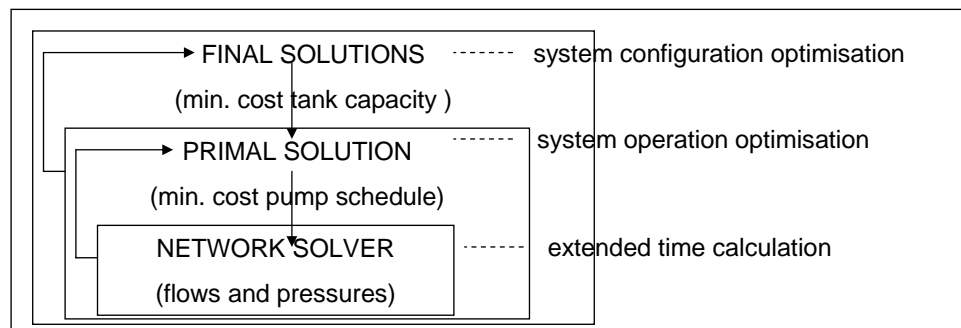 FINAL SOLUTIONS system configuration optimisation
(min. cost tank capacity )
PRIMAL SOLUTION system operation optimisation
(min. cost pump schedule)
NETWORK SOLVER extended time calculation
(flows and pressures)